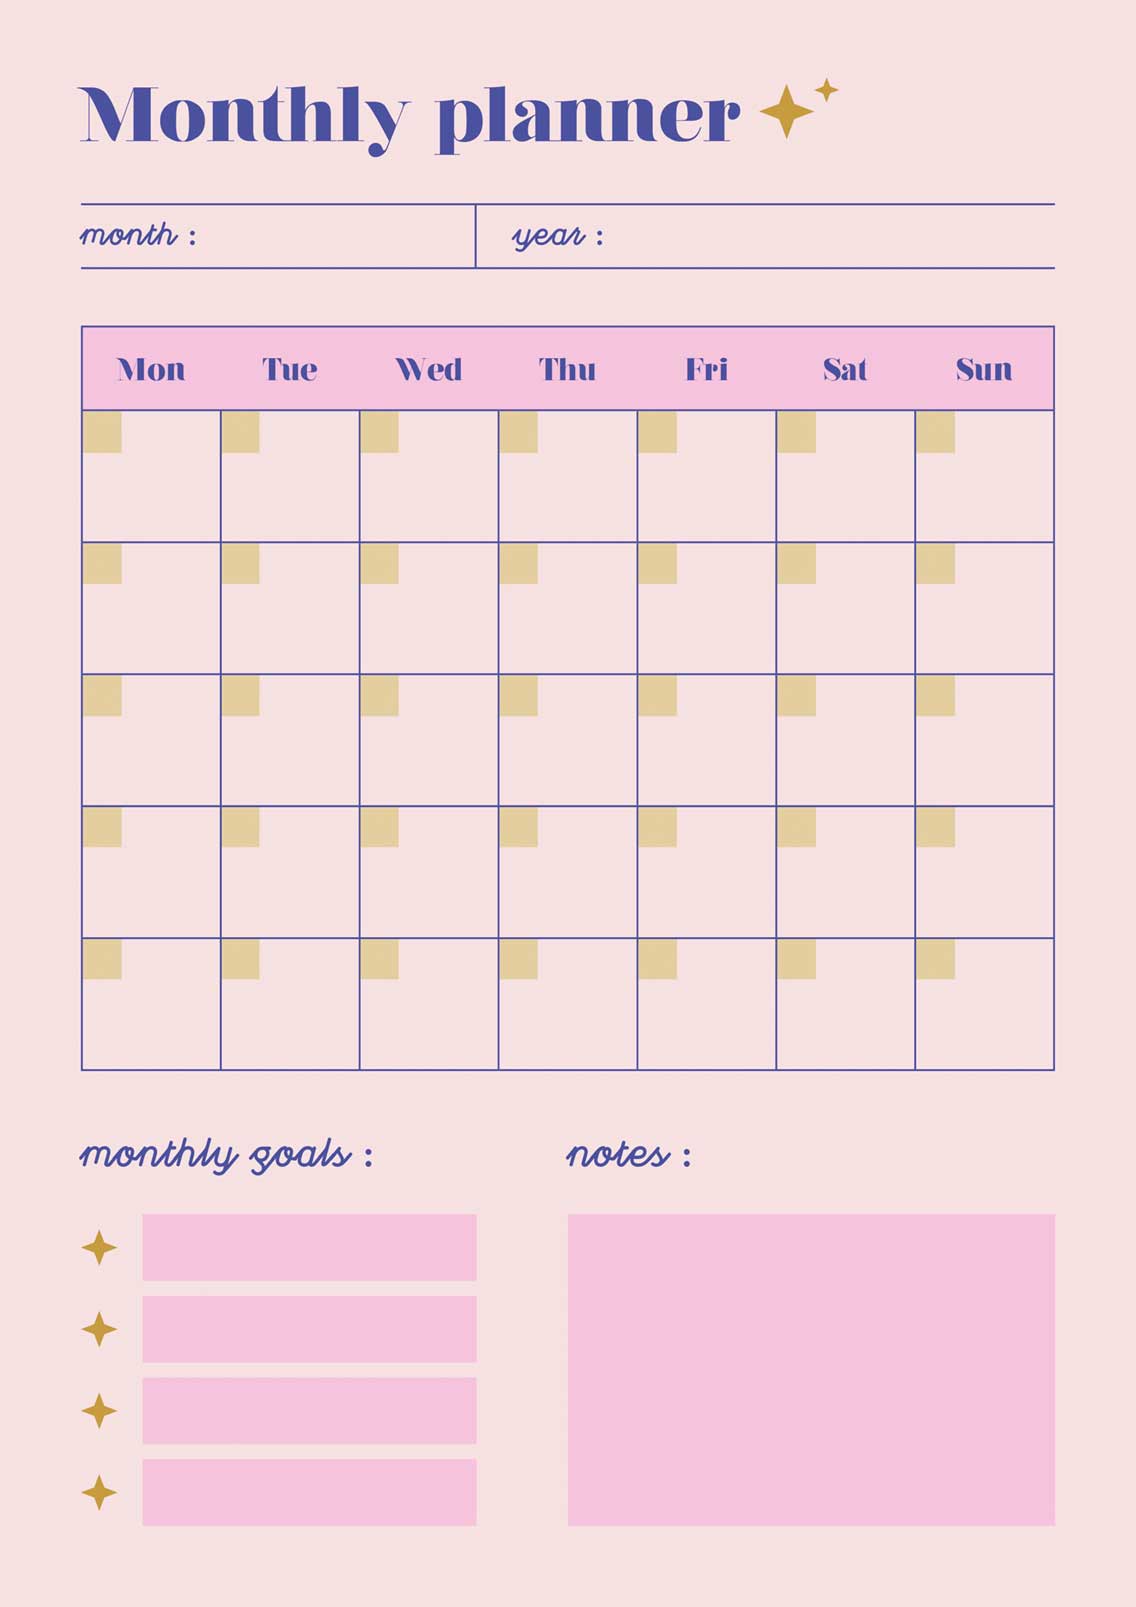 Monthly planner
month :
year :
Mon Tue Wed Thu Fri Sat Sun
monthly goals :
notes :